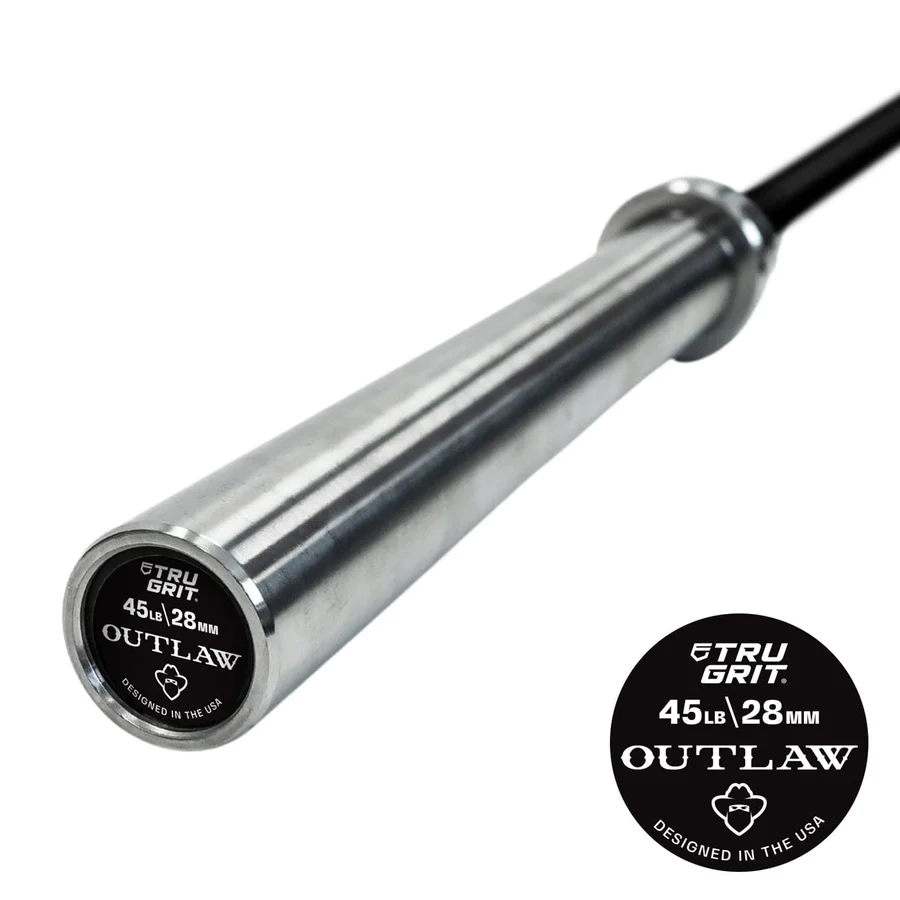 TRU
GRIT®
45LB\28MM
OUTLAW
DESIGNED IN THE USA
TRU
GRIT®
45LB\28MM
OUTLAW
DESIGNED IN THE USA